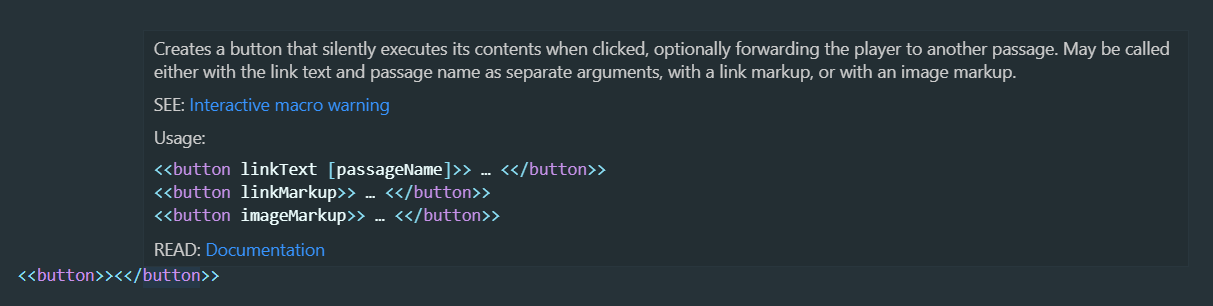 Creates a button that silently executes its contents when clicked, optionally forwarding the player to another passage. May be called
either with the link text and passage name as separate arguments, with a link markup, or with an image markup.
SEE: Interactive macro warning
Usage:
<<button linkText [passageName]>> … <</button>>
<<button linkMarkup>> … <</button>>
<<button imageMarkup>> … <</button>>
READ: Documentation
<<button>><</button>>